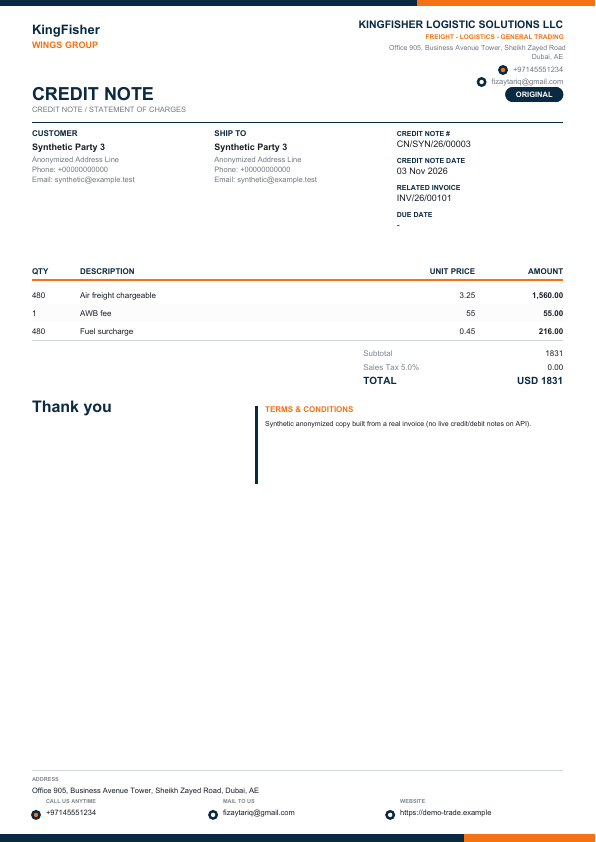 KingFisher
WINGS GROUP
KINGFISHER LOGISTIC SOLUTIONS LLC
FREIGHT - LOGISTICS - GENERAL TRADING
Office 905, Business Avenue Tower, Sheikh Zayed Road
Dubai, AE
+97145551234
fizaytariq@gmail.com
ORIGINAL
CREDIT NOTE
CREDIT NOTE / STATEMENT OF CHARGES
CUSTOMER
Synthetic Party 3
Anonymized Address Line
Phone: +00000000000
Email: synthetic@example.test
SHIP TO
Synthetic Party 3
Anonymized Address Line
Phone: +00000000000
Email: synthetic@example.test
CREDIT NOTE #
CN/SYN/26/00003
CREDIT NOTE DATE
03 Nov 2026
RELATED INVOICE
INV/26/00101
DUE DATE
-
QTY DESCRIPTION UNIT PRICE AMOUNT
480 Air freight chargeable 3.25 1,560.00
1 AWB fee 55 55.00
480 Fuel surcharge 0.45 216.00
Subtotal 1831
Sales Tax 5.0% 0.00
TOTAL USD 1831
Thank you
TERMS & CONDITIONS
Synthetic anonymized copy built from a real invoice (no live credit/debit notes on API).
ADDRESS
Office 905, Business Avenue Tower, Sheikh Zayed Road, Dubai, AE
CALL US ANYTIME
+97145551234
MAIL TO US
fizaytariq@gmail.com
WEBSITE
https://demo-trade.example